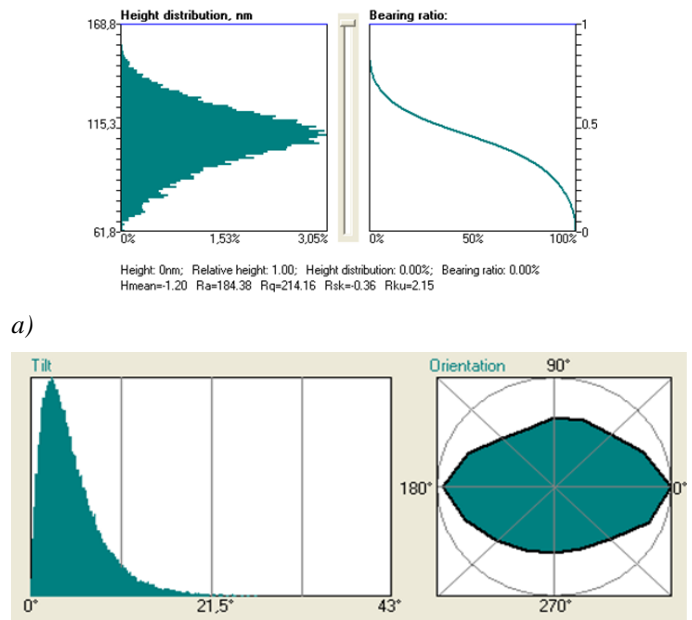 Height distribution, nm Bearing ratio:
168,8 1
115,3 0.5
61,8 0
0% 1,53% 3,05% 0% 50% 100%
Height: 0nm; Relative height: 1.00; Height distribution: 0.00%; Bearing ratio: 0.00%
Hmean=-1.20 Ra=184.38 Rq=214.16 Rsk=-0.36 Rku=2.15
a)
Tilt Orientation 90°
180° 0°
0° 21,5° 43° 270°